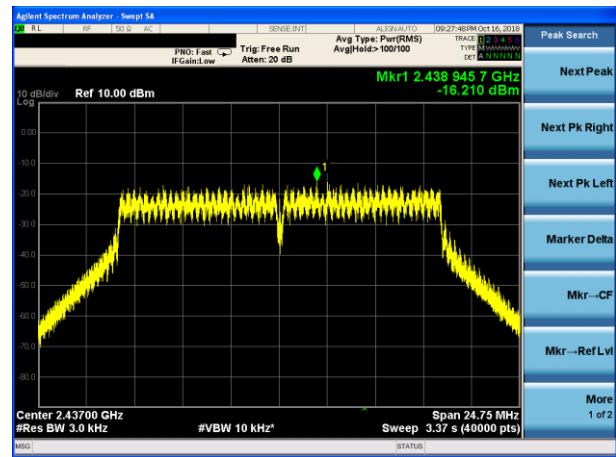 Agilent Spectrum Analyzer - Swept SA
RL RF 50 Ω AC SENSE:INT ALIGN AUTO 09:27:48 PM Oct 16, 2018
PNO: Fast Trig: Free Run Avg Type: Pwr(RMS) TRACE 1 2 3 4 5 6
IFGain:Low Atten: 20 dB Avg|Hold:> 100/100 TYPE M
DET A N N N N N
Mkr1 2.438 945 7 GHz
10 dB/div Ref 10.00 dBm -16.210 dBm
Log
0.00
-10.0
1
-20.0
-30.0
-40.0
-50.0
-60.0
-70.0
-80.0
Center 2.43700 GHz Span 24.75 MHz
#Res BW 3.0 kHz #VBW 10 kHz* Sweep 3.37 s (40000 pts)
MSG STATUS
Peak Search
Next Peak
Next Pk Right
Next Pk Left
Marker Delta
Mkr→CF
Mkr→Ref Lvl
More
1 of 2